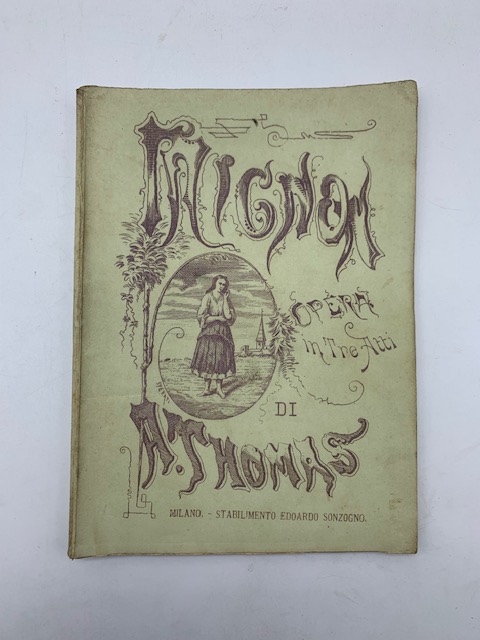 MIGNON
OPERA
in Tre Atti
DI
A. THOMAS
MILANO. - STABILIMENTO EDOARDO SONZOGNO.